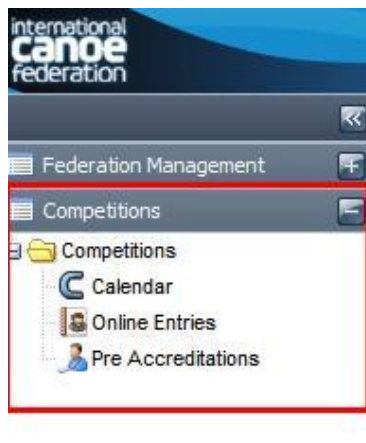 international
canoe
federation
Federation Management
Competitions
Competitions
Calendar
Online Entries
Pre Accreditations